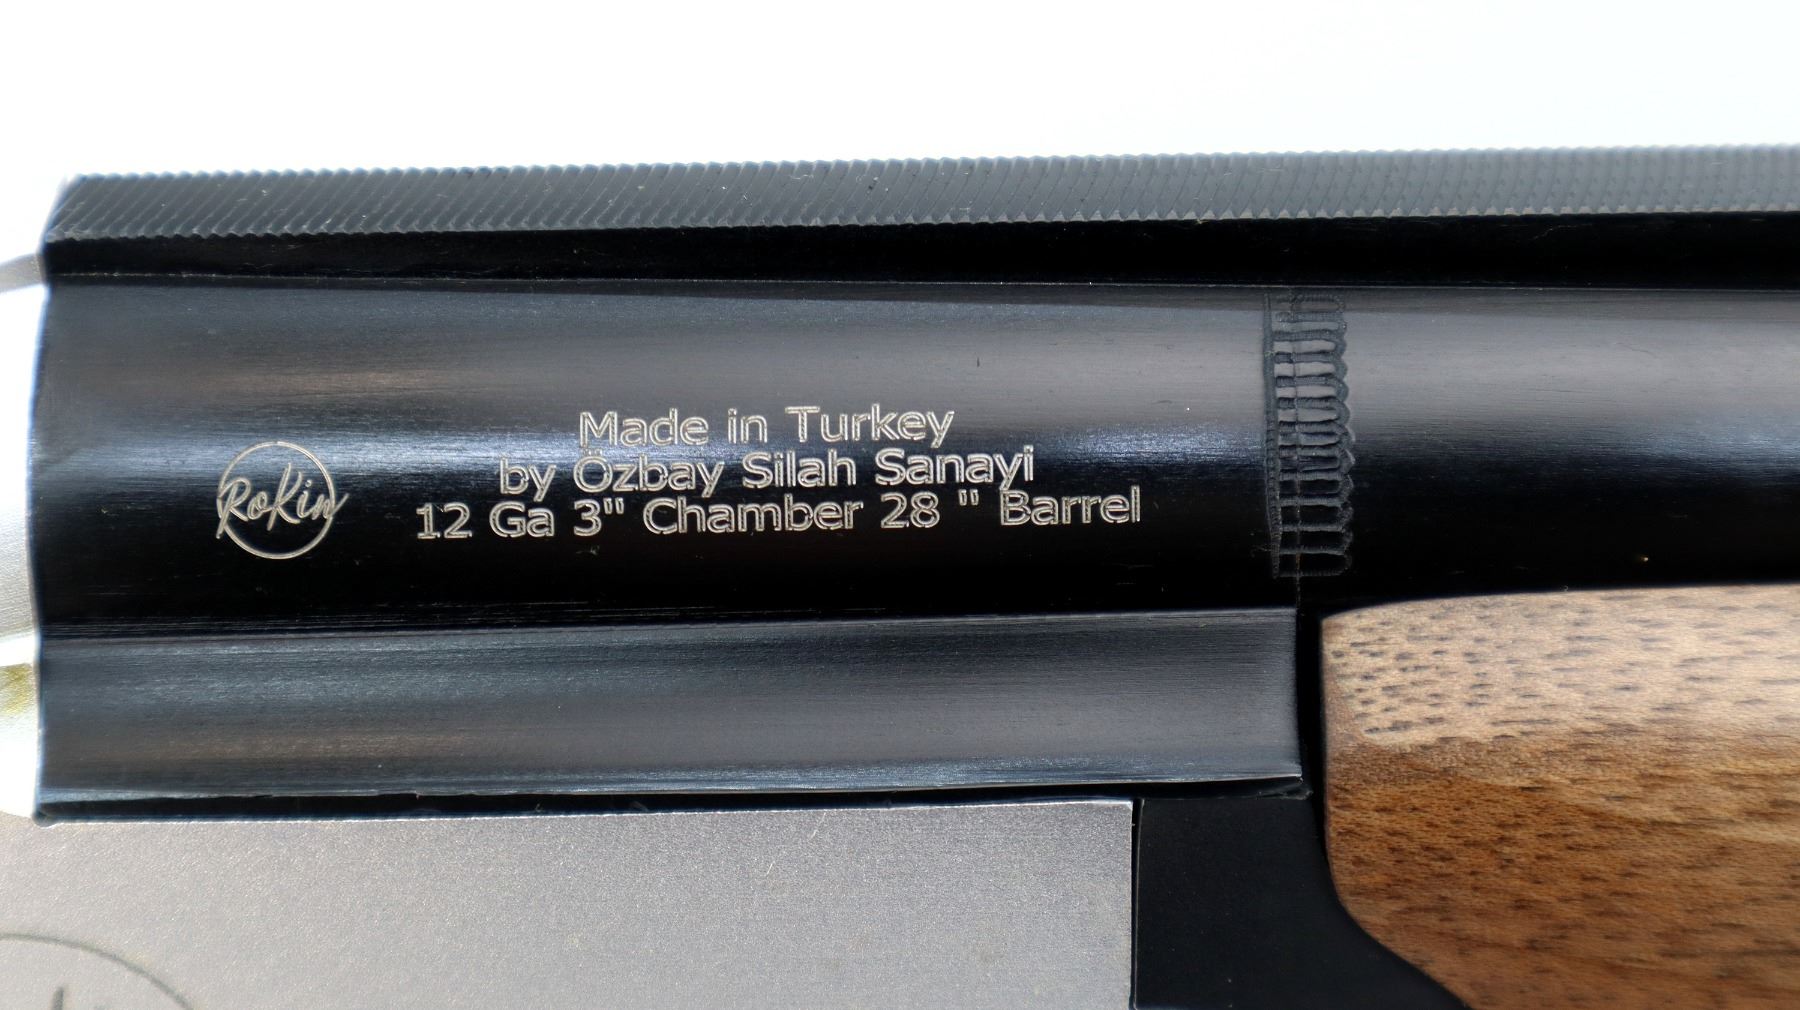 Made in Turkey
by Özbay Silah Sanayi
RoKin
12 Ga 3" Chamber 28 " Barrel